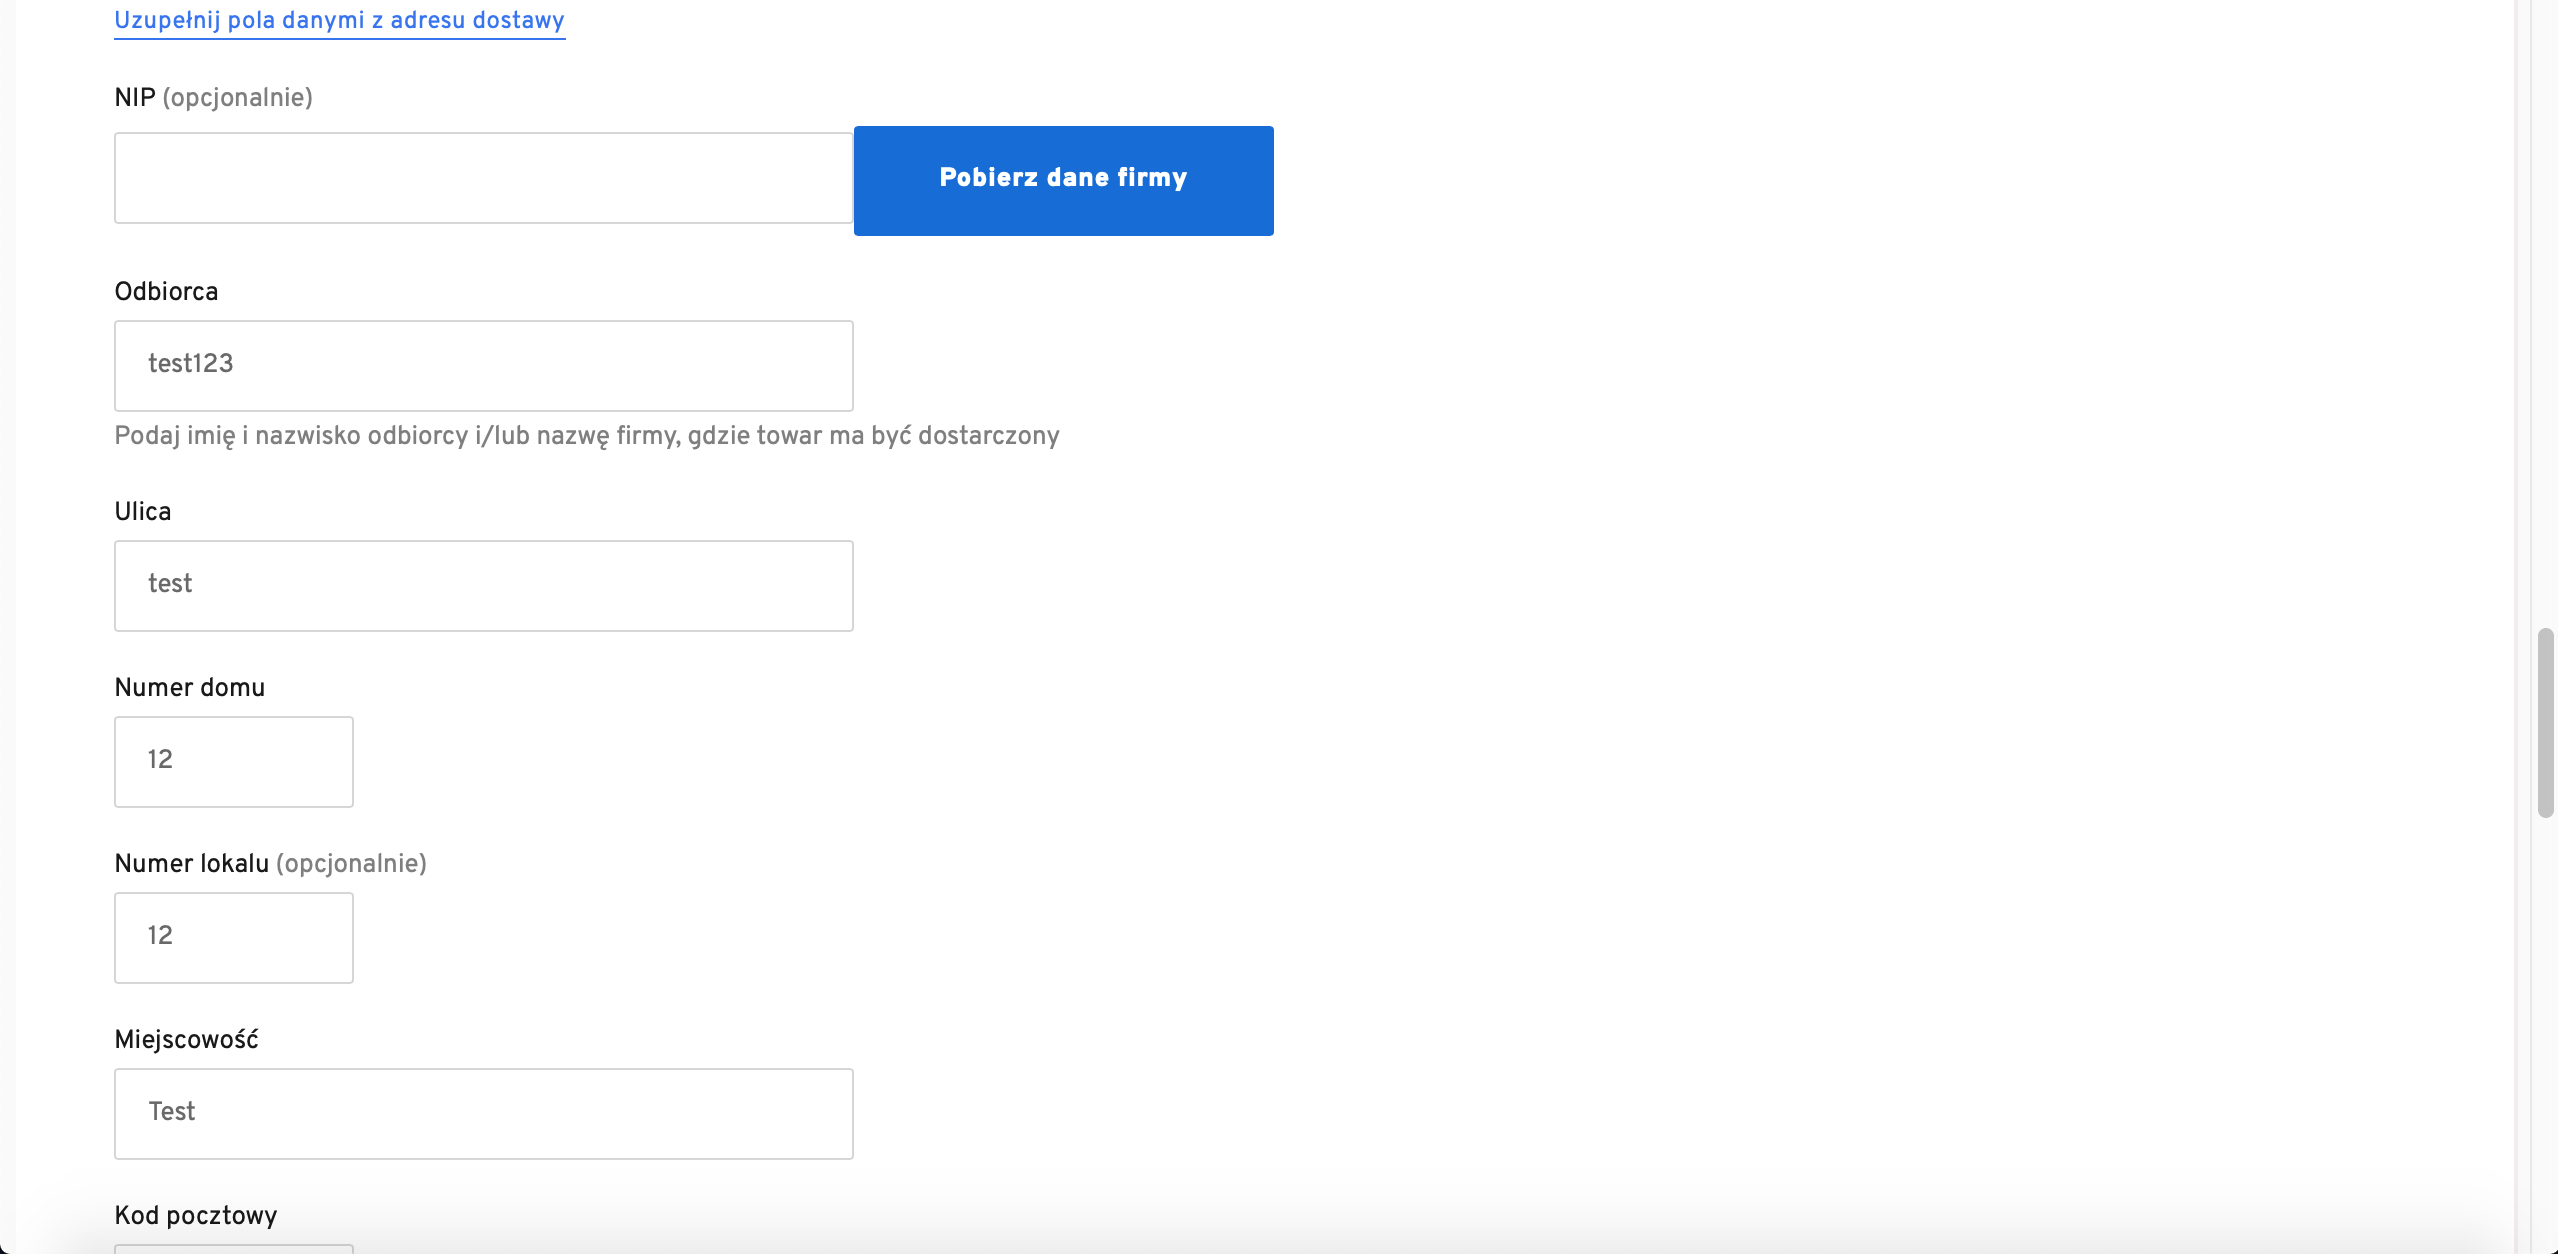 Uzupełnij pola danymi z adresu dostawy
NIP (opcjonalnie)
Pobierz dane firmy
Odbiorca
test123
Podaj imię i nazwisko odbiorcy i/lub nazwę firmy, gdzie towar ma być dostarczony
Ulica
test
Numer domu
12
Numer lokalu (opcjonalnie)
12
Miejscowość
Test
Kod pocztowy